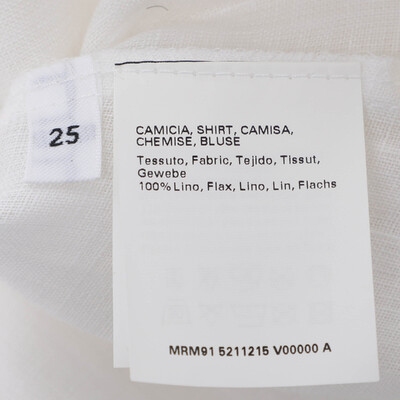 25
CAMICIA, SHIRT, CAMISA,
CHEMISE, BLUSE
Tessuto, Fabric, Tejido, Tissut,
Gewebe
100% Lino, Flax, Lino, Lin, Flachs
MRM91 5211215 V00000 A